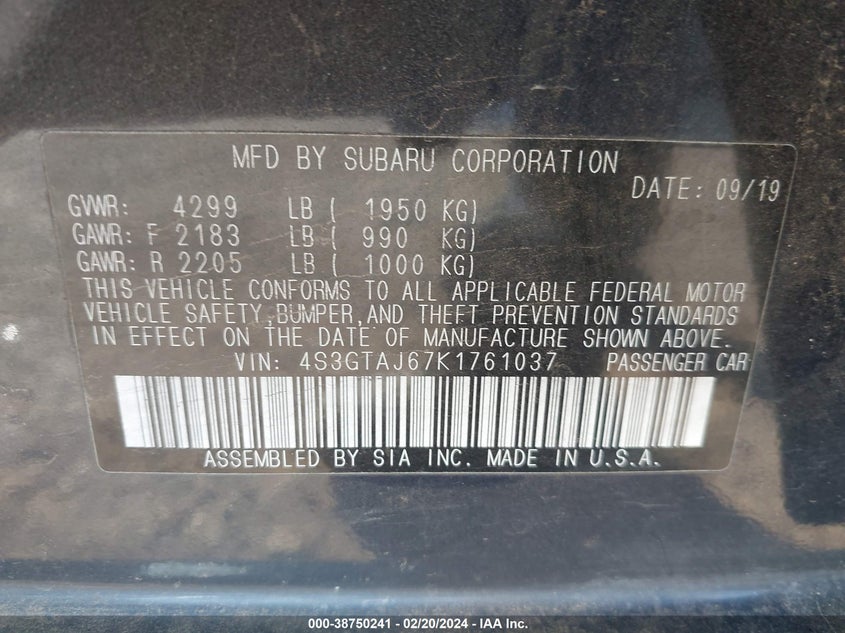 MFD BY SUBARU CORPORATION
DATE: 09/19
GVWR: 4299 LB ( 1950 KG)
GAWR: F 2183 LB ( 990 KG)
GAWR: R 2205 LB ( 1000 KG)
THIS VEHICLE CONFORMS TO ALL APPLICABLE FEDERAL MOTOR
VEHICLE SAFETY,BUMPER,AND THEFT PREVENTION STANDARDS
IN EFFECT ON THE DATE OF MANUFACTURE SHOWN ABOVE.
VIN: 4S3GTAJ67K1761037 PASSENGER CAR
ASSEMBLED BY SIA INC. MADE IN U.S.A.
000-38750241 - 02/20/2024 - IAA Inc.